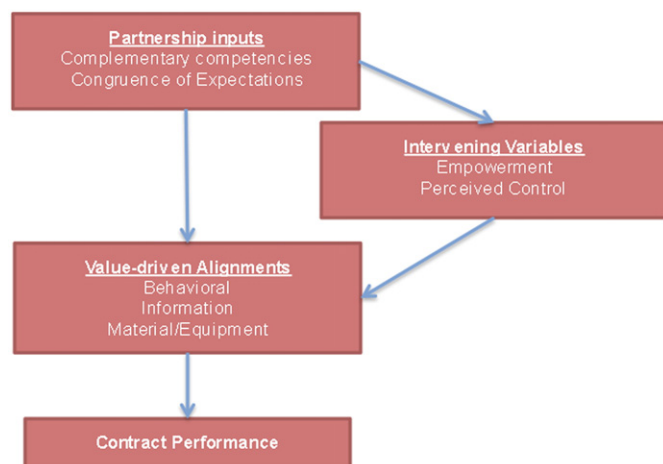 Partnership inputs
Complementary competencies
Congruence of Expectations
Intervening Variables
Empowerment
Perceived Control
Value-driven Alignments
Behavioral
Information
Material/Equipment
Contract Performance